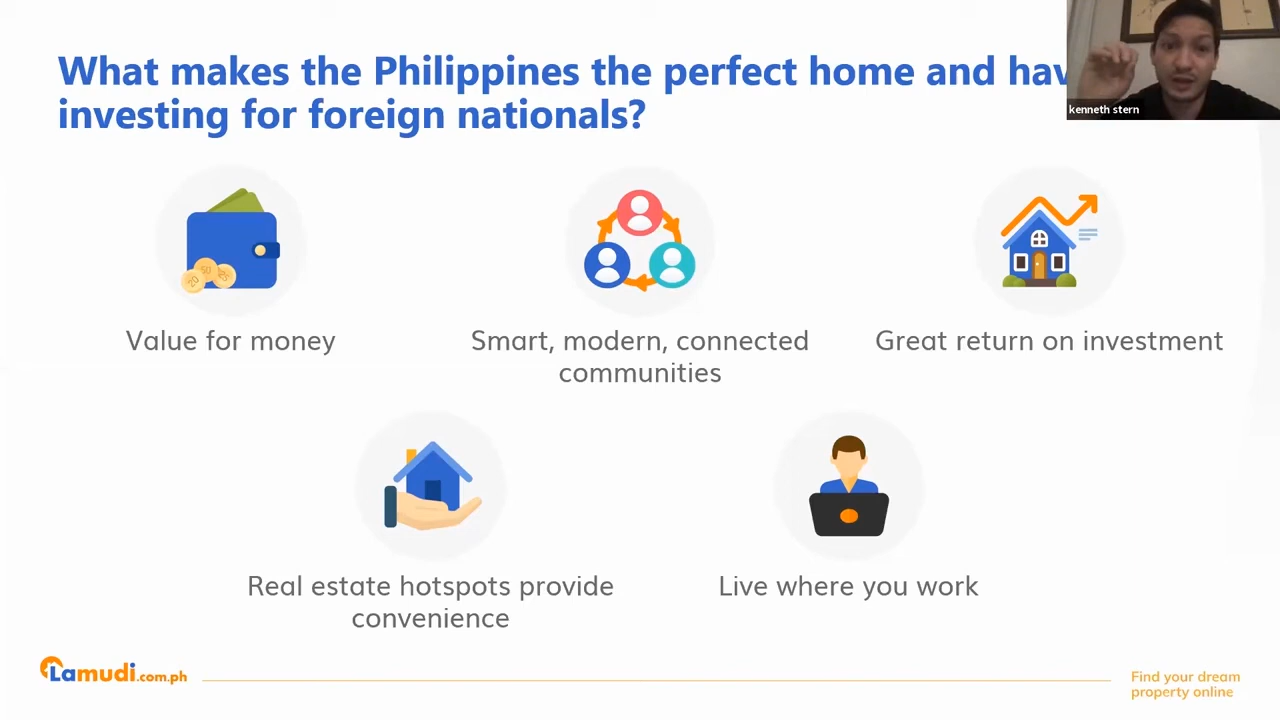 What makes the Philippines the perfect home and hav
investing for foreign nationals?
kenneth stern
20
50
Value for money
Smart, modern, connected
communities
Great return on investment
Real estate hotspots provide
convenience
Live where you work
Lamudi.com.ph
Find your dream
property online